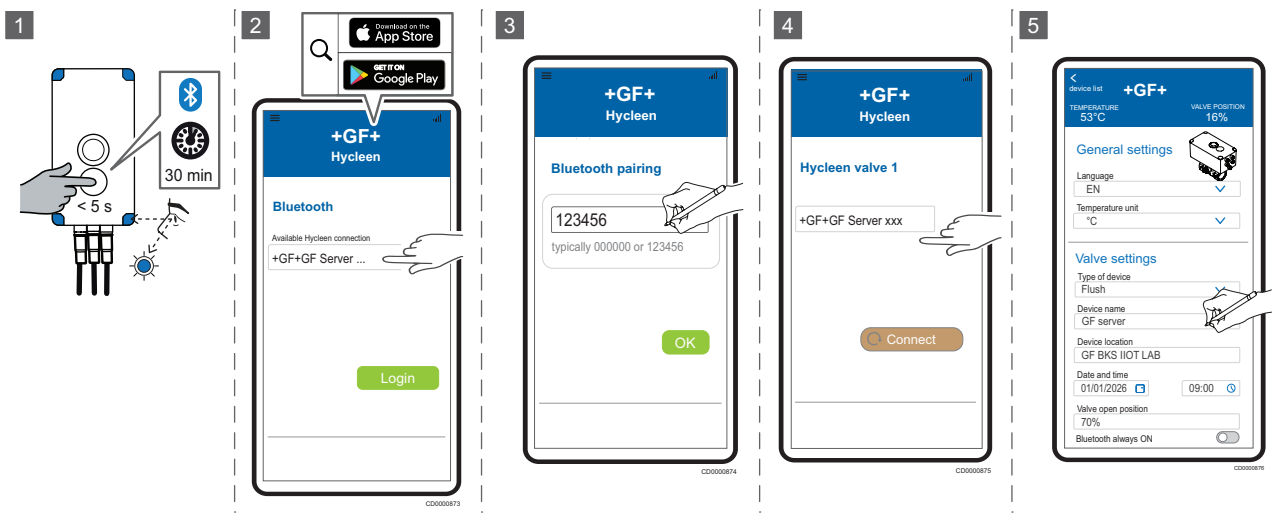 1
30 min
< 5 s
2
Download on the
App Store
GET IT ON
Google Play
+GF+
Hycleen
Bluetooth
Available Hycleen connection
+GF+GF Server ...
Login
CD0000873
3
+GF+
Hycleen
Bluetooth pairing
123456
typically 000000 or 123456
OK
CD0000874
4
+GF+
Hycleen
Hycleen valve 1
+GF+GF Server xxx
Connect
CD0000875
5
device list
+GF+
TEMPERATURE
53°C
VALVE POSITION
16%
General settings
Language
EN
Temperature unit
°C
Valve settings
Type of device
Flush
Device name
GF server
Device location
GF BKS IIOT LAB
Date and time
01/01/2026
09:00
Valve open position
70%
Bluetooth always ON
CD0000876